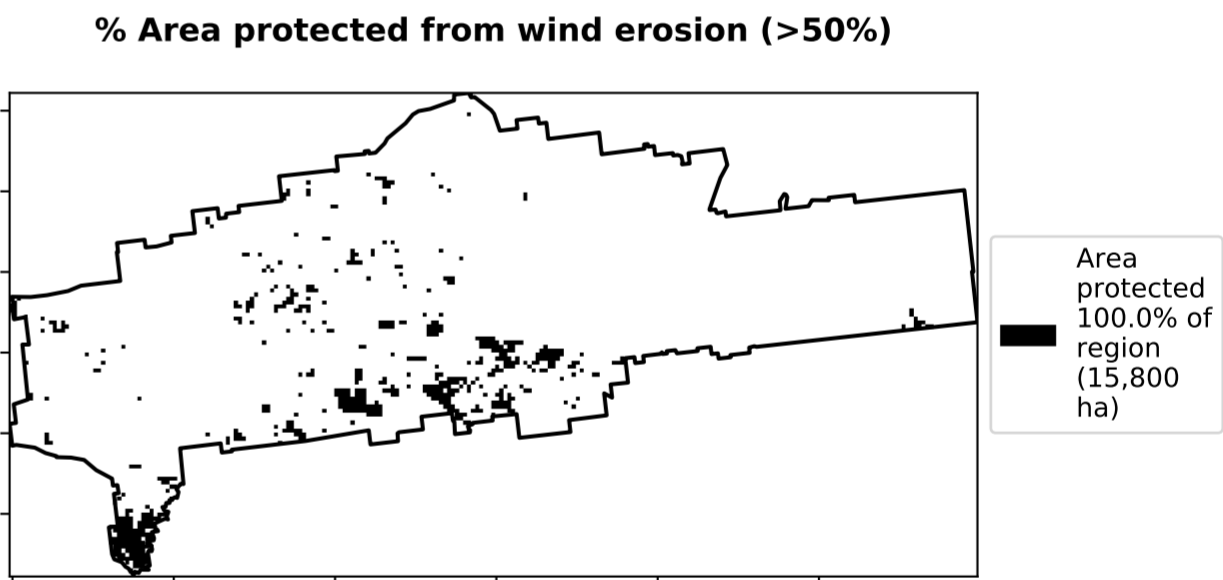 % Area protected from wind erosion (>50%)
Area
protected
100.0% of
region
(15,800
ha)